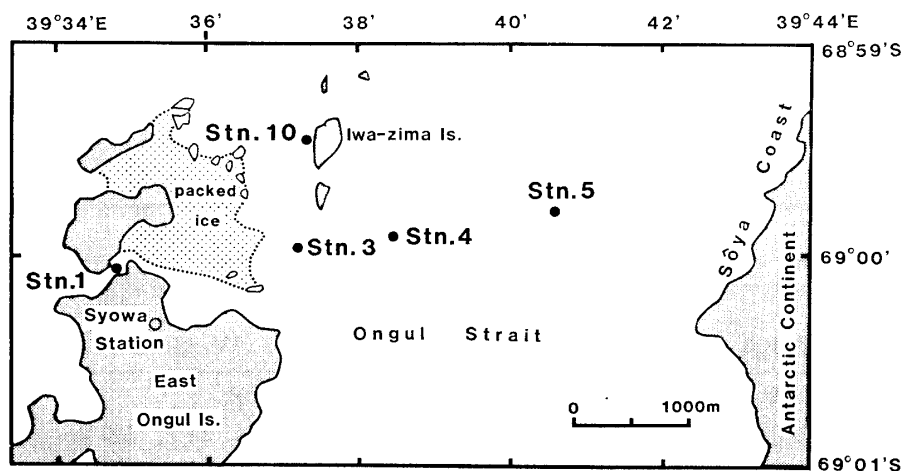 39°34'E 36' 38' 40' 42' 39°44'E
68°59'S
Stn. 10
Iwa-zima Is.
packed
ice
Stn. 5
Stn. 3
Stn. 4
Stn. 1
69°00'
Syowa
Station
Ongul Strait
East
Ongul Is.
0 1000m
69°01'S
Sôya Coast
Antarctic Continent